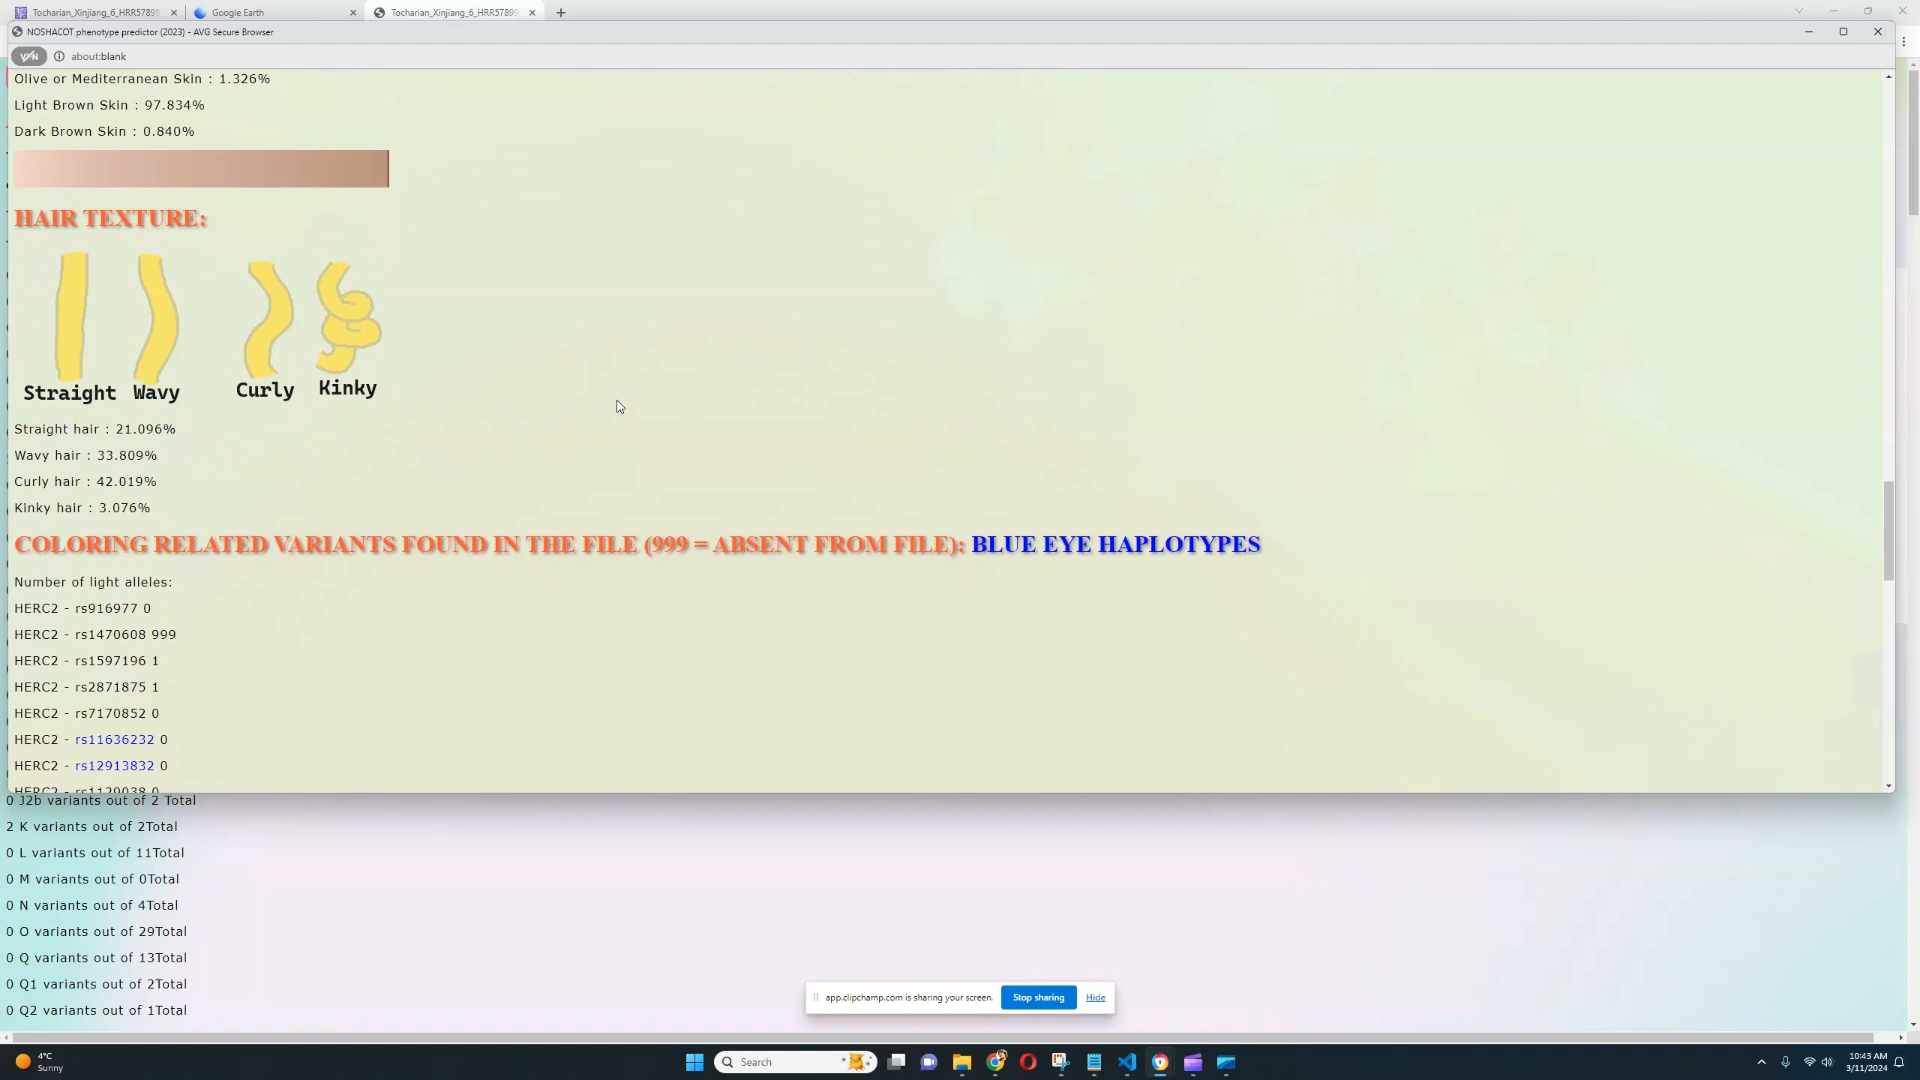 Tocharian_Xinjiang_6_HRR57899
Google Earth
Tocharian_Xinjiang_6_HRR57899
NOSHACOT phenotype predictor (2023) - AVG Secure Browser
VPN
about:blank
Olive or Mediterranean Skin : 1.326%
Light Brown Skin : 97.834%
Dark Brown Skin : 0.840%
HAIR TEXTURE:
Straight Wavy Curly Kinky
Straight hair : 21.096%
Wavy hair : 33.809%
Curly hair : 42.019%
Kinky hair : 3.076%
COLORING RELATED VARIANTS FOUND IN THE FILE (999 = ABSENT FROM FILE): BLUE EYE HAPLOTYPES
Number of light alleles:
HERC2 - rs916977 0
HERC2 - rs1470608 999
HERC2 - rs1597196 1
HERC2 - rs2871875 1
HERC2 - rs7170852 0
HERC2 - rs11636232 0
HERC2 - rs12913832 0
HERC2 - rs1129038 0
0 J2b variants out of 2 Total
2 K variants out of 2Total
0 L variants out of 11Total
0 M variants out of 0Total
0 N variants out of 4Total
0 O variants out of 29Total
0 Q variants out of 13Total
0 Q1 variants out of 2Total
0 Q2 variants out of 1Total
app.clipchamp.com is sharing your screen.
Stop sharing
Hide
4°C
Sunny
Search
10:43 AM
3/11/2024